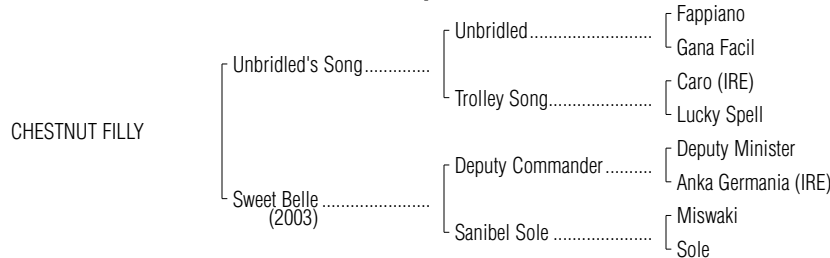 Fappiano
Unbridled..............................
Gana Facil
Unbridled's Song..............
Caro (IRE)
Trolley Song.........................
Lucky Spell
CHESTNUT FILLY
Deputy Minister
Deputy Commander...........
Anka Germania (IRE)
Sweet Belle .......................
(2003)
Miswaki
Sanibel Sole ........................
Sole